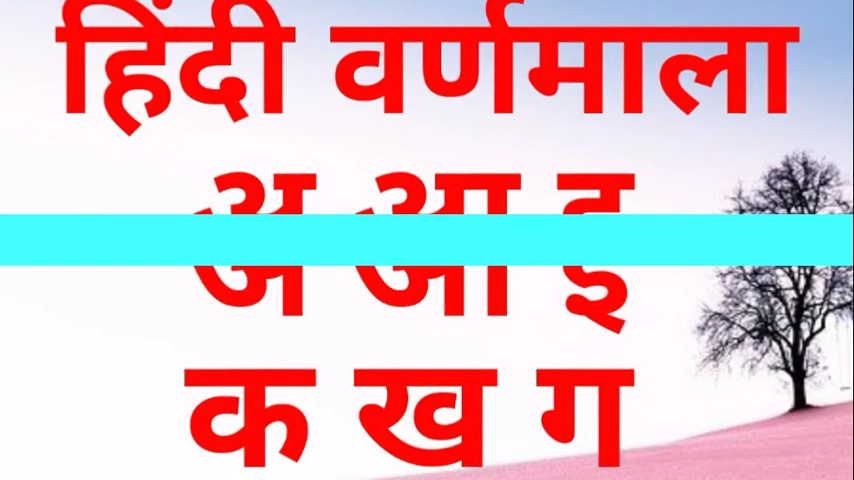 हिंदी वर्णमाला
अ आ इ
क ख ग